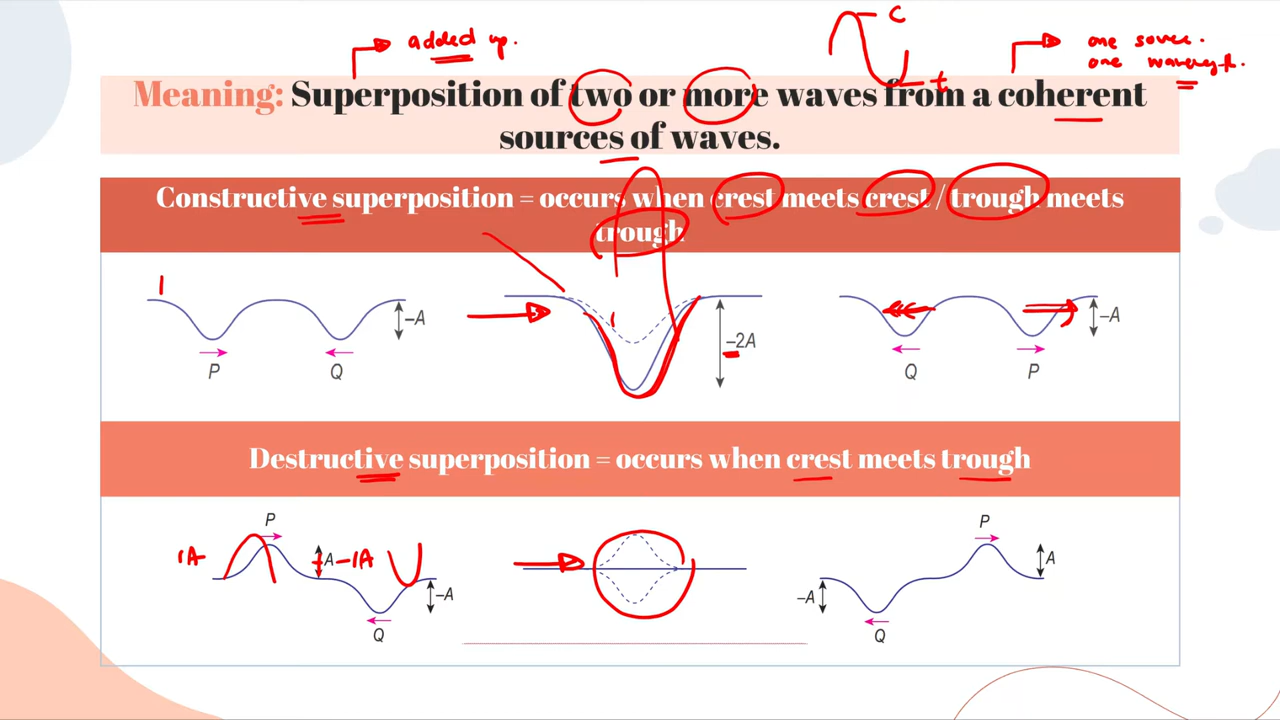 added up.
C
one source.
one wavelength.
t
Meaning: Superposition of two or more waves from a coherent
sources of waves.
Constructive superposition = occurs when crest meets crest / trough meets
trough
1
-A
P
Q
1
-2A
-A
Q
P
Destructive superposition = occurs when crest meets trough
P
1A
A
-1A
-A
Q
P
A
-A
Q